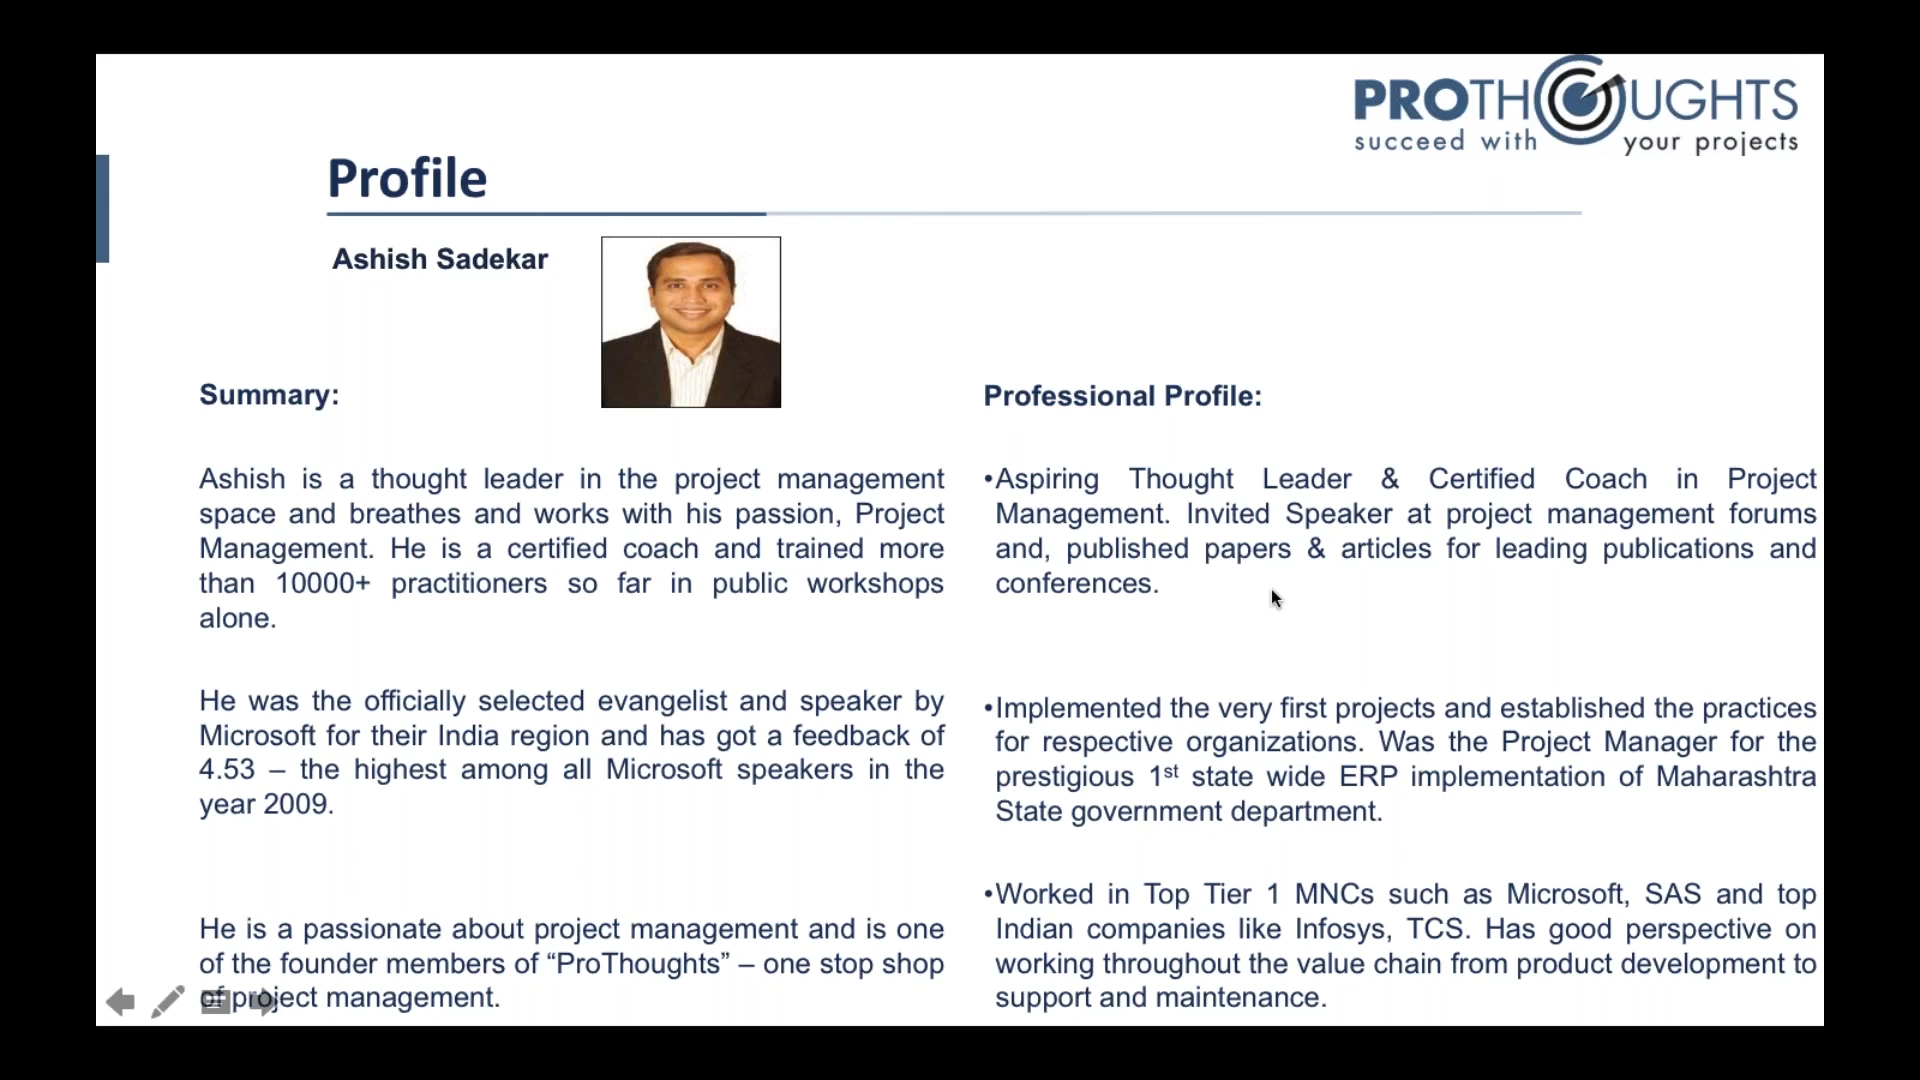 PROTHOUGHTS
succeed with your projects
Profile
Ashish Sadekar
Summary:
Ashish is a thought leader in the project management
space and breathes and works with his passion, Project
Management. He is a certified coach and trained more
than 10000+ practitioners so far in public workshops
alone.
He was the officially selected evangelist and speaker by
Microsoft for their India region and has got a feedback of
4.53 – the highest among all Microsoft speakers in the
year 2009.
He is a passionate about project management and is one
of the founder members of “ProThoughts” – one stop shop
of project management.
Professional Profile:
•Aspiring Thought Leader & Certified Coach in Project
Management. Invited Speaker at project management forums
and, published papers & articles for leading publications and
conferences.
•Implemented the very first projects and established the practices
for respective organizations. Was the Project Manager for the
prestigious 1st state wide ERP implementation of Maharashtra
State government department.
•Worked in Top Tier 1 MNCs such as Microsoft, SAS and top
Indian companies like Infosys, TCS. Has good perspective on
working throughout the value chain from product development to
support and maintenance.